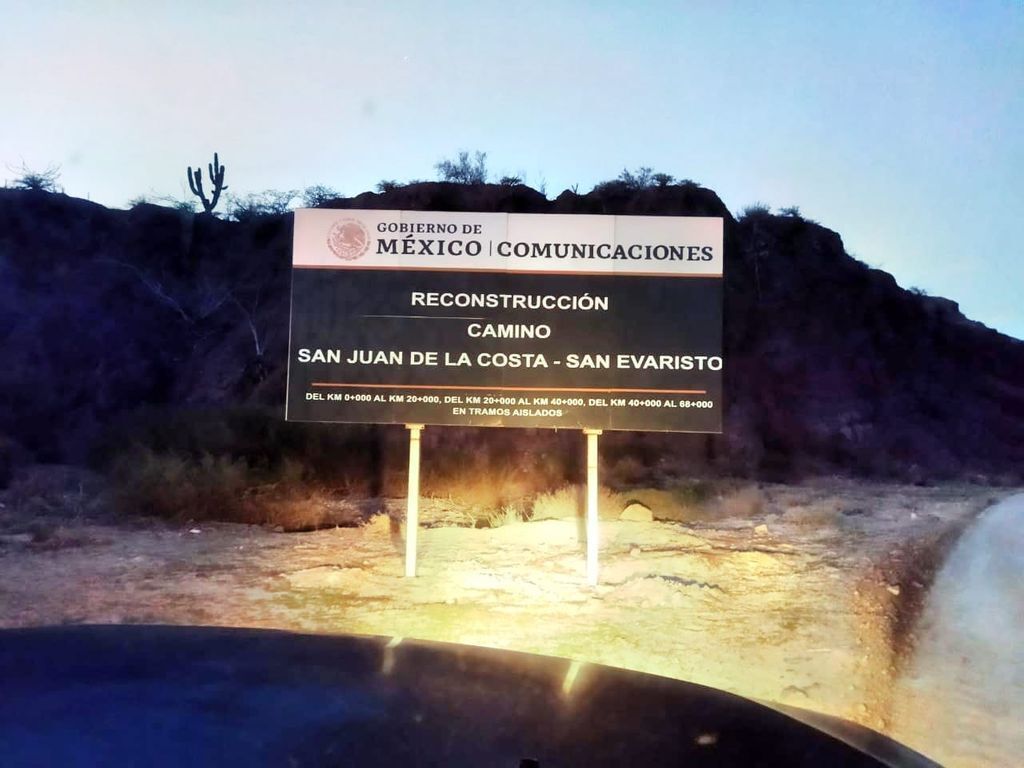 GOBIERNO DE
MÉXICO | COMUNICACIONES
RECONSTRUCCIÓN
CAMINO
SAN JUAN DE LA COSTA - SAN EVARISTO
DEL KM 0+000 AL KM 20+000, DEL KM 20+000 AL KM 40+000, DEL KM 40+000 AL 68+000
EN TRAMOS AISLADOS